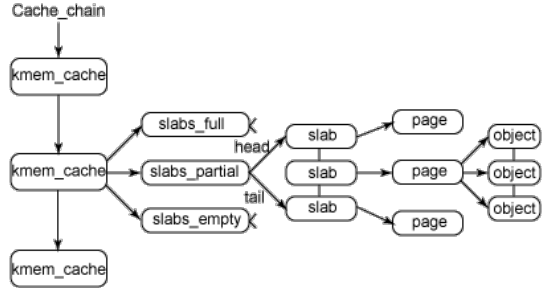 Cache_chain
kmem_cache
slabs_full
head
slab
page
object
kmem_cache
slabs_partial
slab
page
object
tail
slabs_empty
slab
page
object
kmem_cache